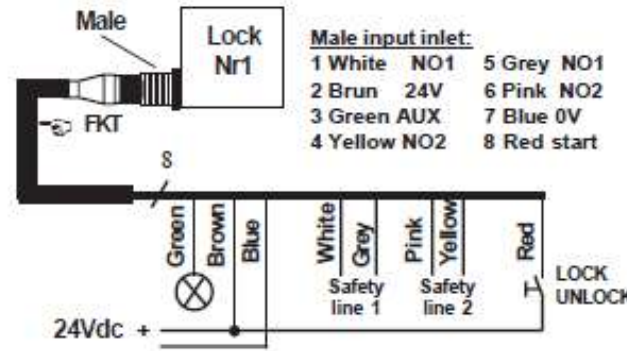 Male
Lock
Nr1
FKT
Male input inlet:
1 White NO1 5 Grey NO1
2 Brun 24V 6 Pink NO2
3 Green AUX 7 Blue 0V
4 Yellow NO2 8 Red start
8
Green
Brown
Blue
White
Grey
Pink
Yellow
Red
Safety
line 1
Safety
line 2
LOCK
UNLOCK
24Vdc +